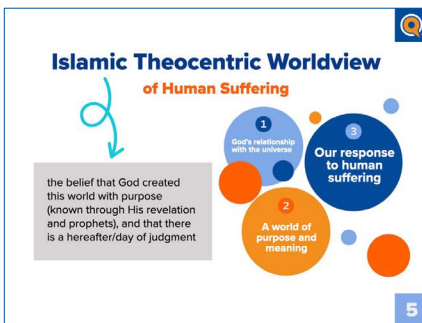 Islamic Theocentric Worldview
of Human Suffering
the belief that God created
this world with purpose
(known through His revelation
and prophets), and that there
is a hereafter/day of judgment
1
God's relationship
with the universe
2
A world of
purpose and
meaning
3
Our response
to human
suffering
5